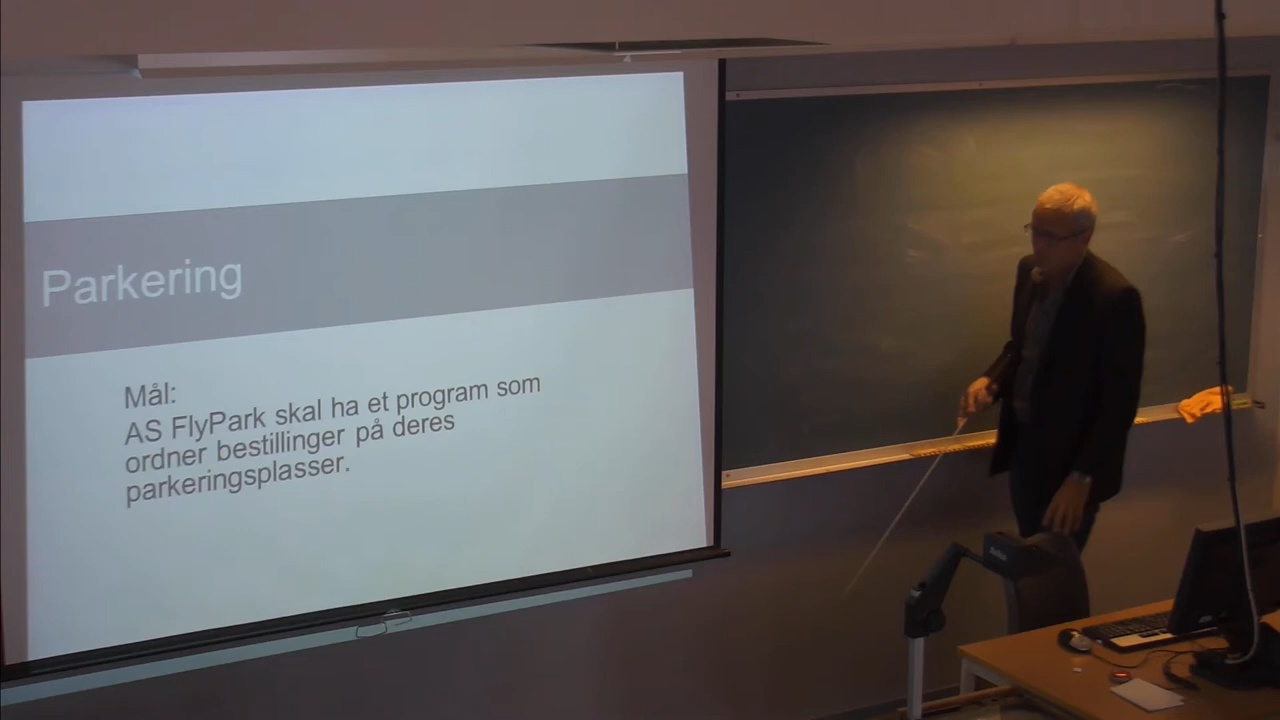 Parkering
Mål:
AS FlyPark skal ha et program som
ordner bestillinger på deres
parkeringsplasser.